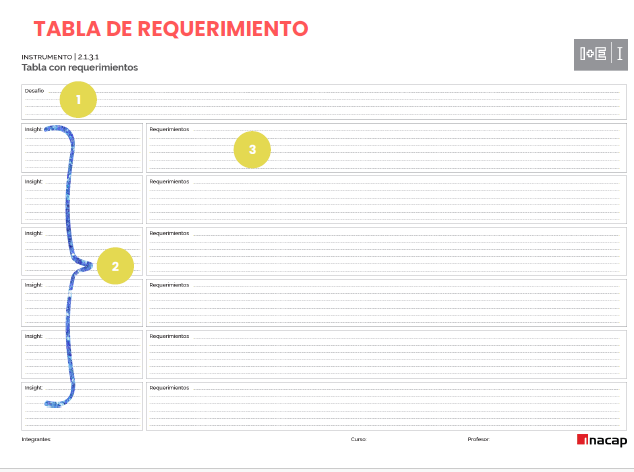 TABLA DE REQUERIMIENTO
INSTRUMENTO | 2.1.3.1
Tabla con requerimientos
I+E | I
Desafío
1
Insight:
Requerimientos
3
Insight:
Requerimientos
Insight:
Requerimientos
2
Insight:
Requerimientos
Insight:
Requerimientos
Insight:
Requerimientos
Integrantes:
Curso:
Profesor:
inacap